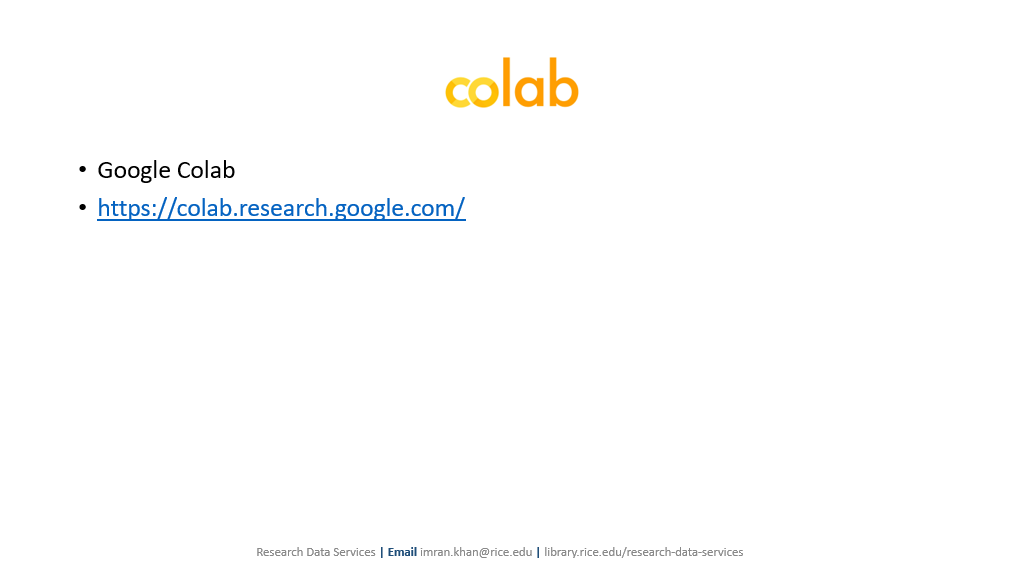 colab
• Google Colab
• https://colab.research.google.com/
Research Data Services | Email imran.khan@rice.edu | library.rice.edu/research-data-services